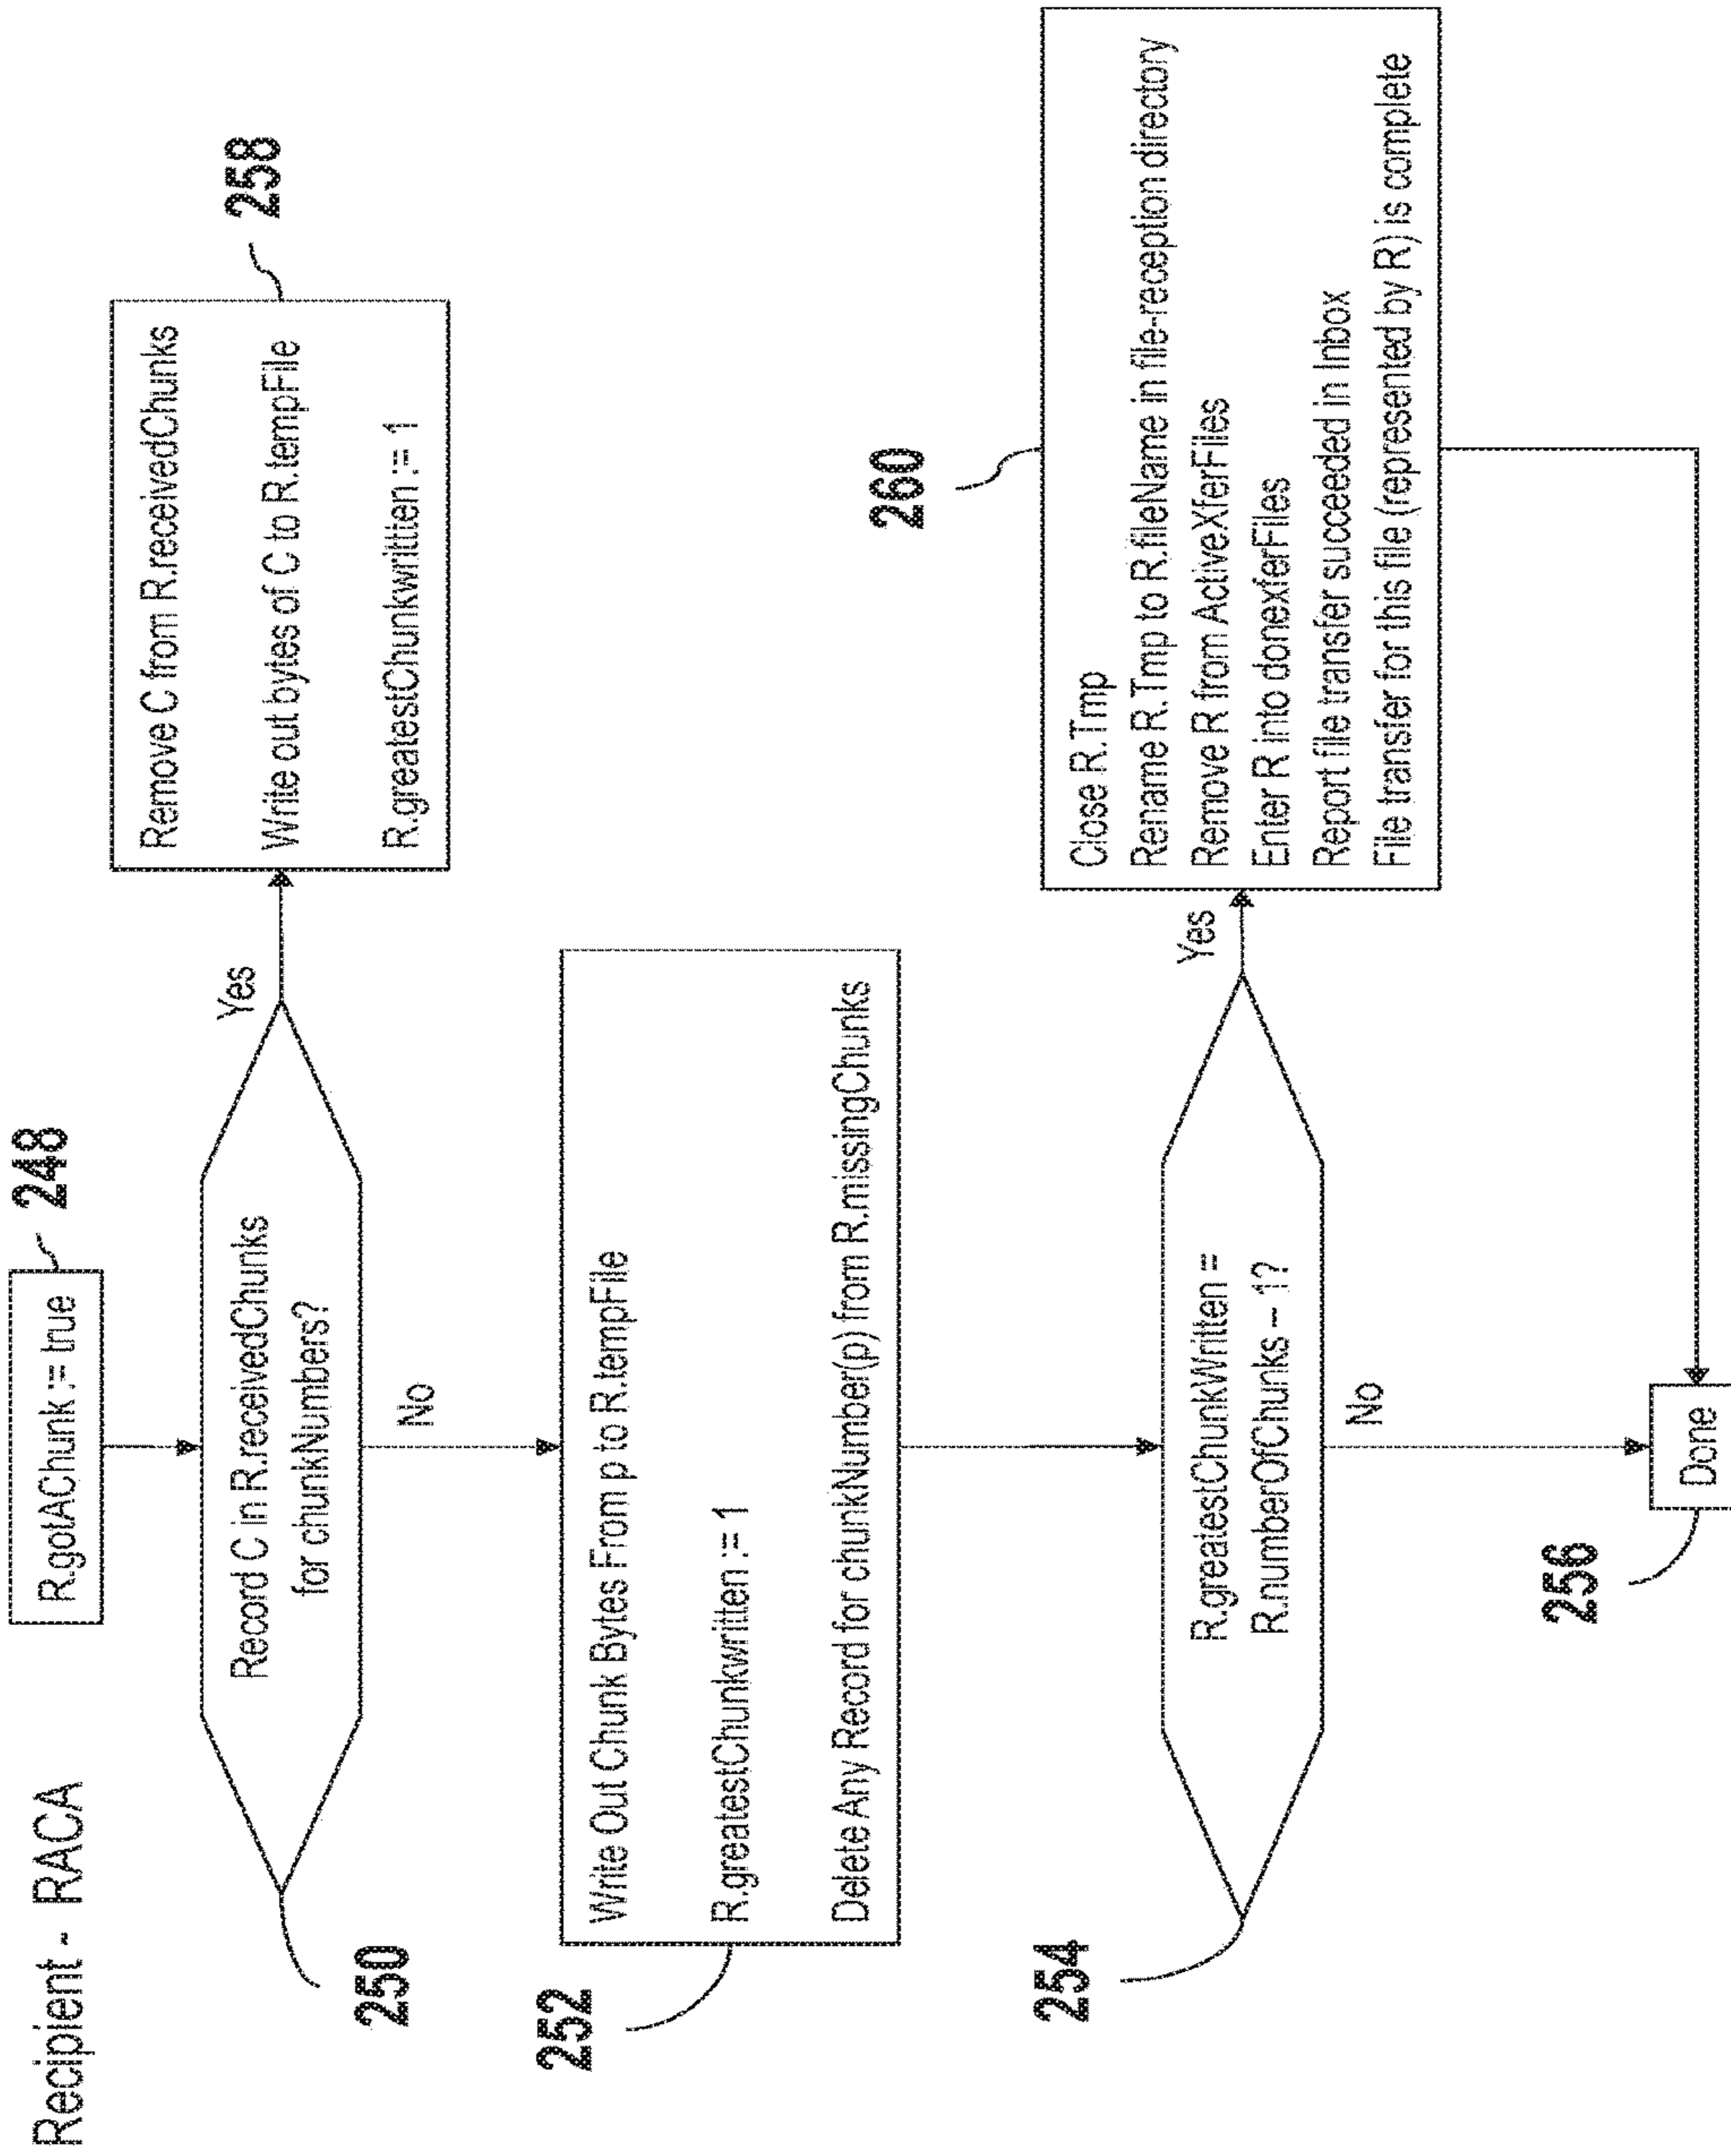 Recipient - RACA
R.gotAChunk := true
248
Record C in R.receivedChunks
for chunkNumbers?
250
Yes
Remove C from R.receivedChunks
Write out bytes of C to R.tempFile
R.greatestChunkwritten := 1
258
No
Write Out Chunk Bytes From p to R.tempFile
R.greatestChunkwritten := 1
Delete Any Record for chunkNumber(p) from R.missingChunks
252
R.greatestChunkWritten =
R.numberOfChunks – 1?
254
Yes
Close R.Tmp
Rename R.Tmp to R.fileName in file-reception directory
Remove R from ActiveXferFiles
Enter R into donexferFiles
Report file transfer succeeded in Inbox
File transfer for this file (represented by R) is complete
260
No
Done
256